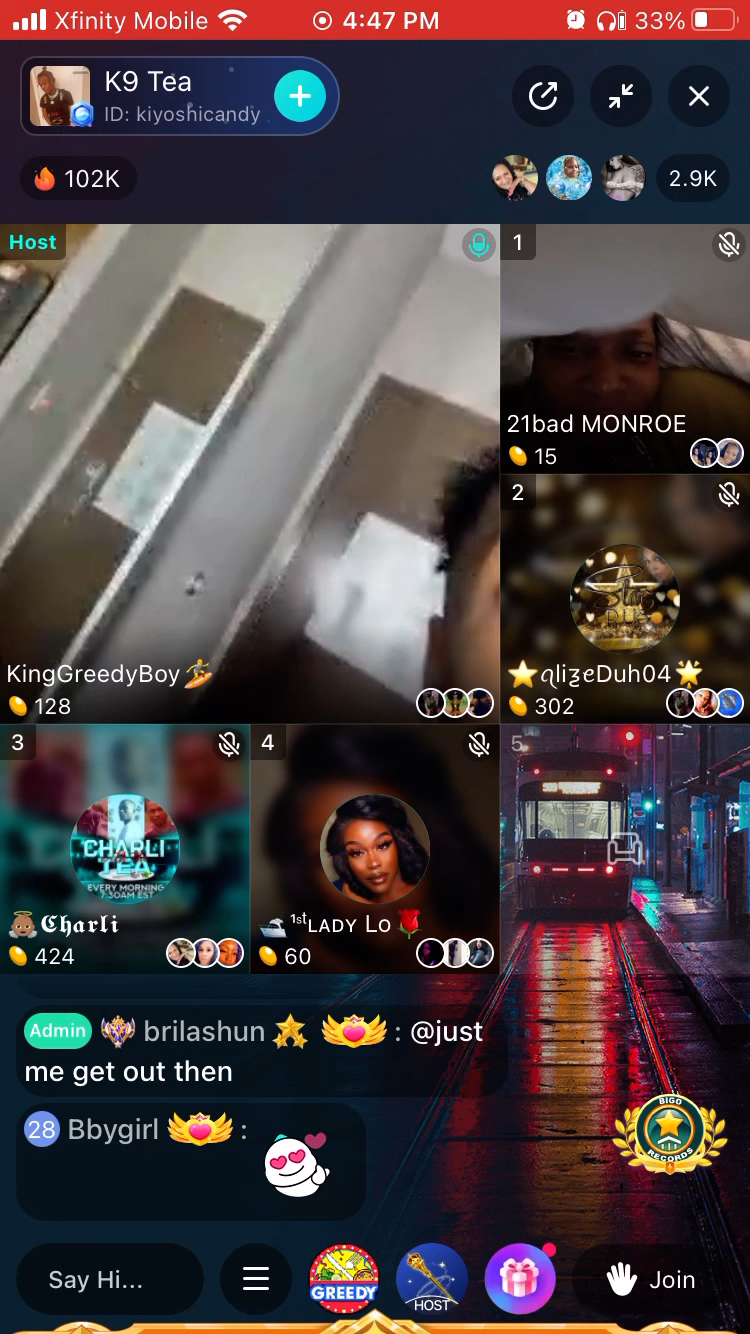 Xfinity Mobile 4:47 PM 33%
K9 Tea
ID: kiyoshicandy
102K
2.9K
Host
1
21bad MONROE
15
2
⭐ƢlizeDuh04🌟
302
KingGreedyBoy🏄
128
3
CHARLI
TEA
EVERY MORNING
7:30AM EST
👼🏽𝕮𝖍𝖆𝖗𝖑𝖎
424
4
🛥️¹ˢᵗLADY Lo🌹
60
5
Admin brilashun : @just
me get out then
28 Bbygirl :
BIGO
RECORDS
Say Hi...
GREEDY
HOST
Join